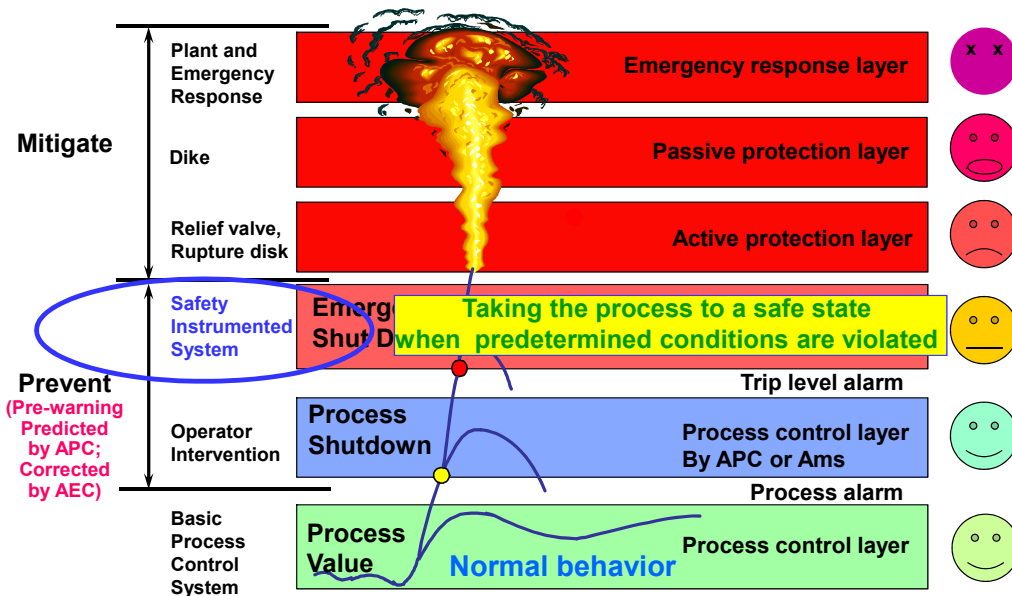 Plant and
Emergency
Response
Emergency response layer
x x
Mitigate
Dike
Passive protection layer
Relief valve,
Rupture disk
Active protection layer
Safety
Instrumented
System
Emerg
Shut D
Taking the process to a safe state
when predetermined conditions are violated
Trip level alarm
Prevent
(Pre-warning
Predicted
by APC;
Corrected
by AEC)
Operator
Intervention
Process
Shutdown
Process control layer
By APC or Ams
Process alarm
Basic
Process
Control
System
Process
Value
Normal behavior
Process control layer